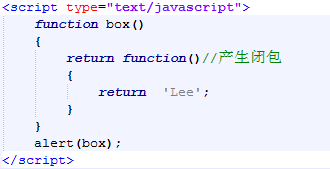 <script type="text/javascript">
function box()
{
return function()//产生闭包
{
return 'Lee';
}
}
alert(box);
</script>